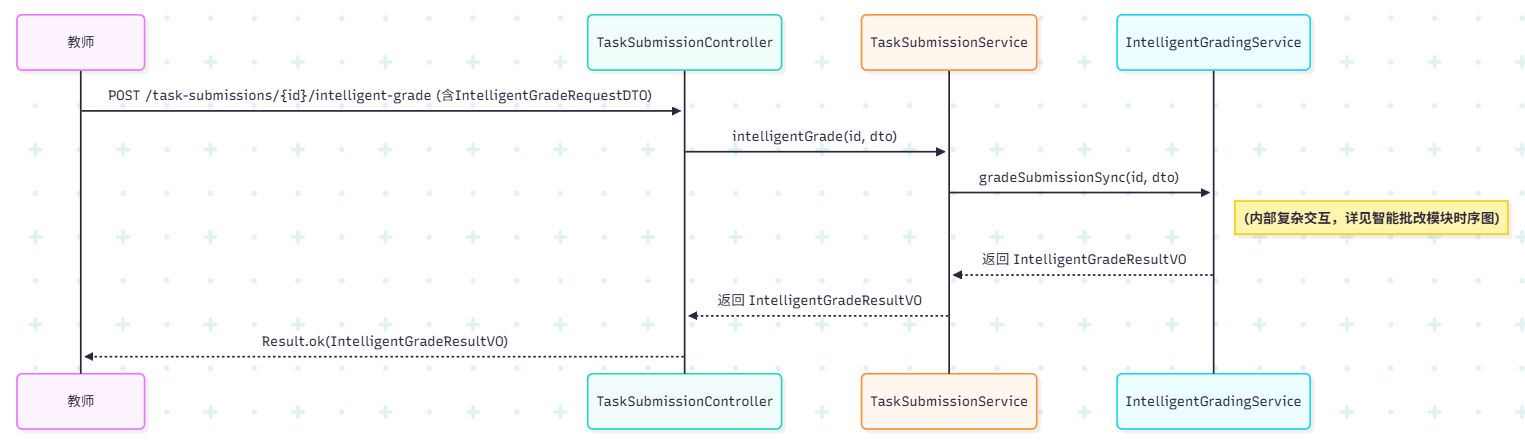 教师
TaskSubmissionController
TaskSubmissionService
IntelligentGradingService
POST /task-submissions/{id}/intelligent-grade (含IntelligentGradeRequestDTO)
intelligentGrade(id, dto)
gradeSubmissionSync(id, dto)
(内部复杂交互，详见智能批改模块时序图)
返回 IntelligentGradeResultVO
返回 IntelligentGradeResultVO
Result.ok(IntelligentGradeResultVO)
教师
TaskSubmissionController
TaskSubmissionService
IntelligentGradingService